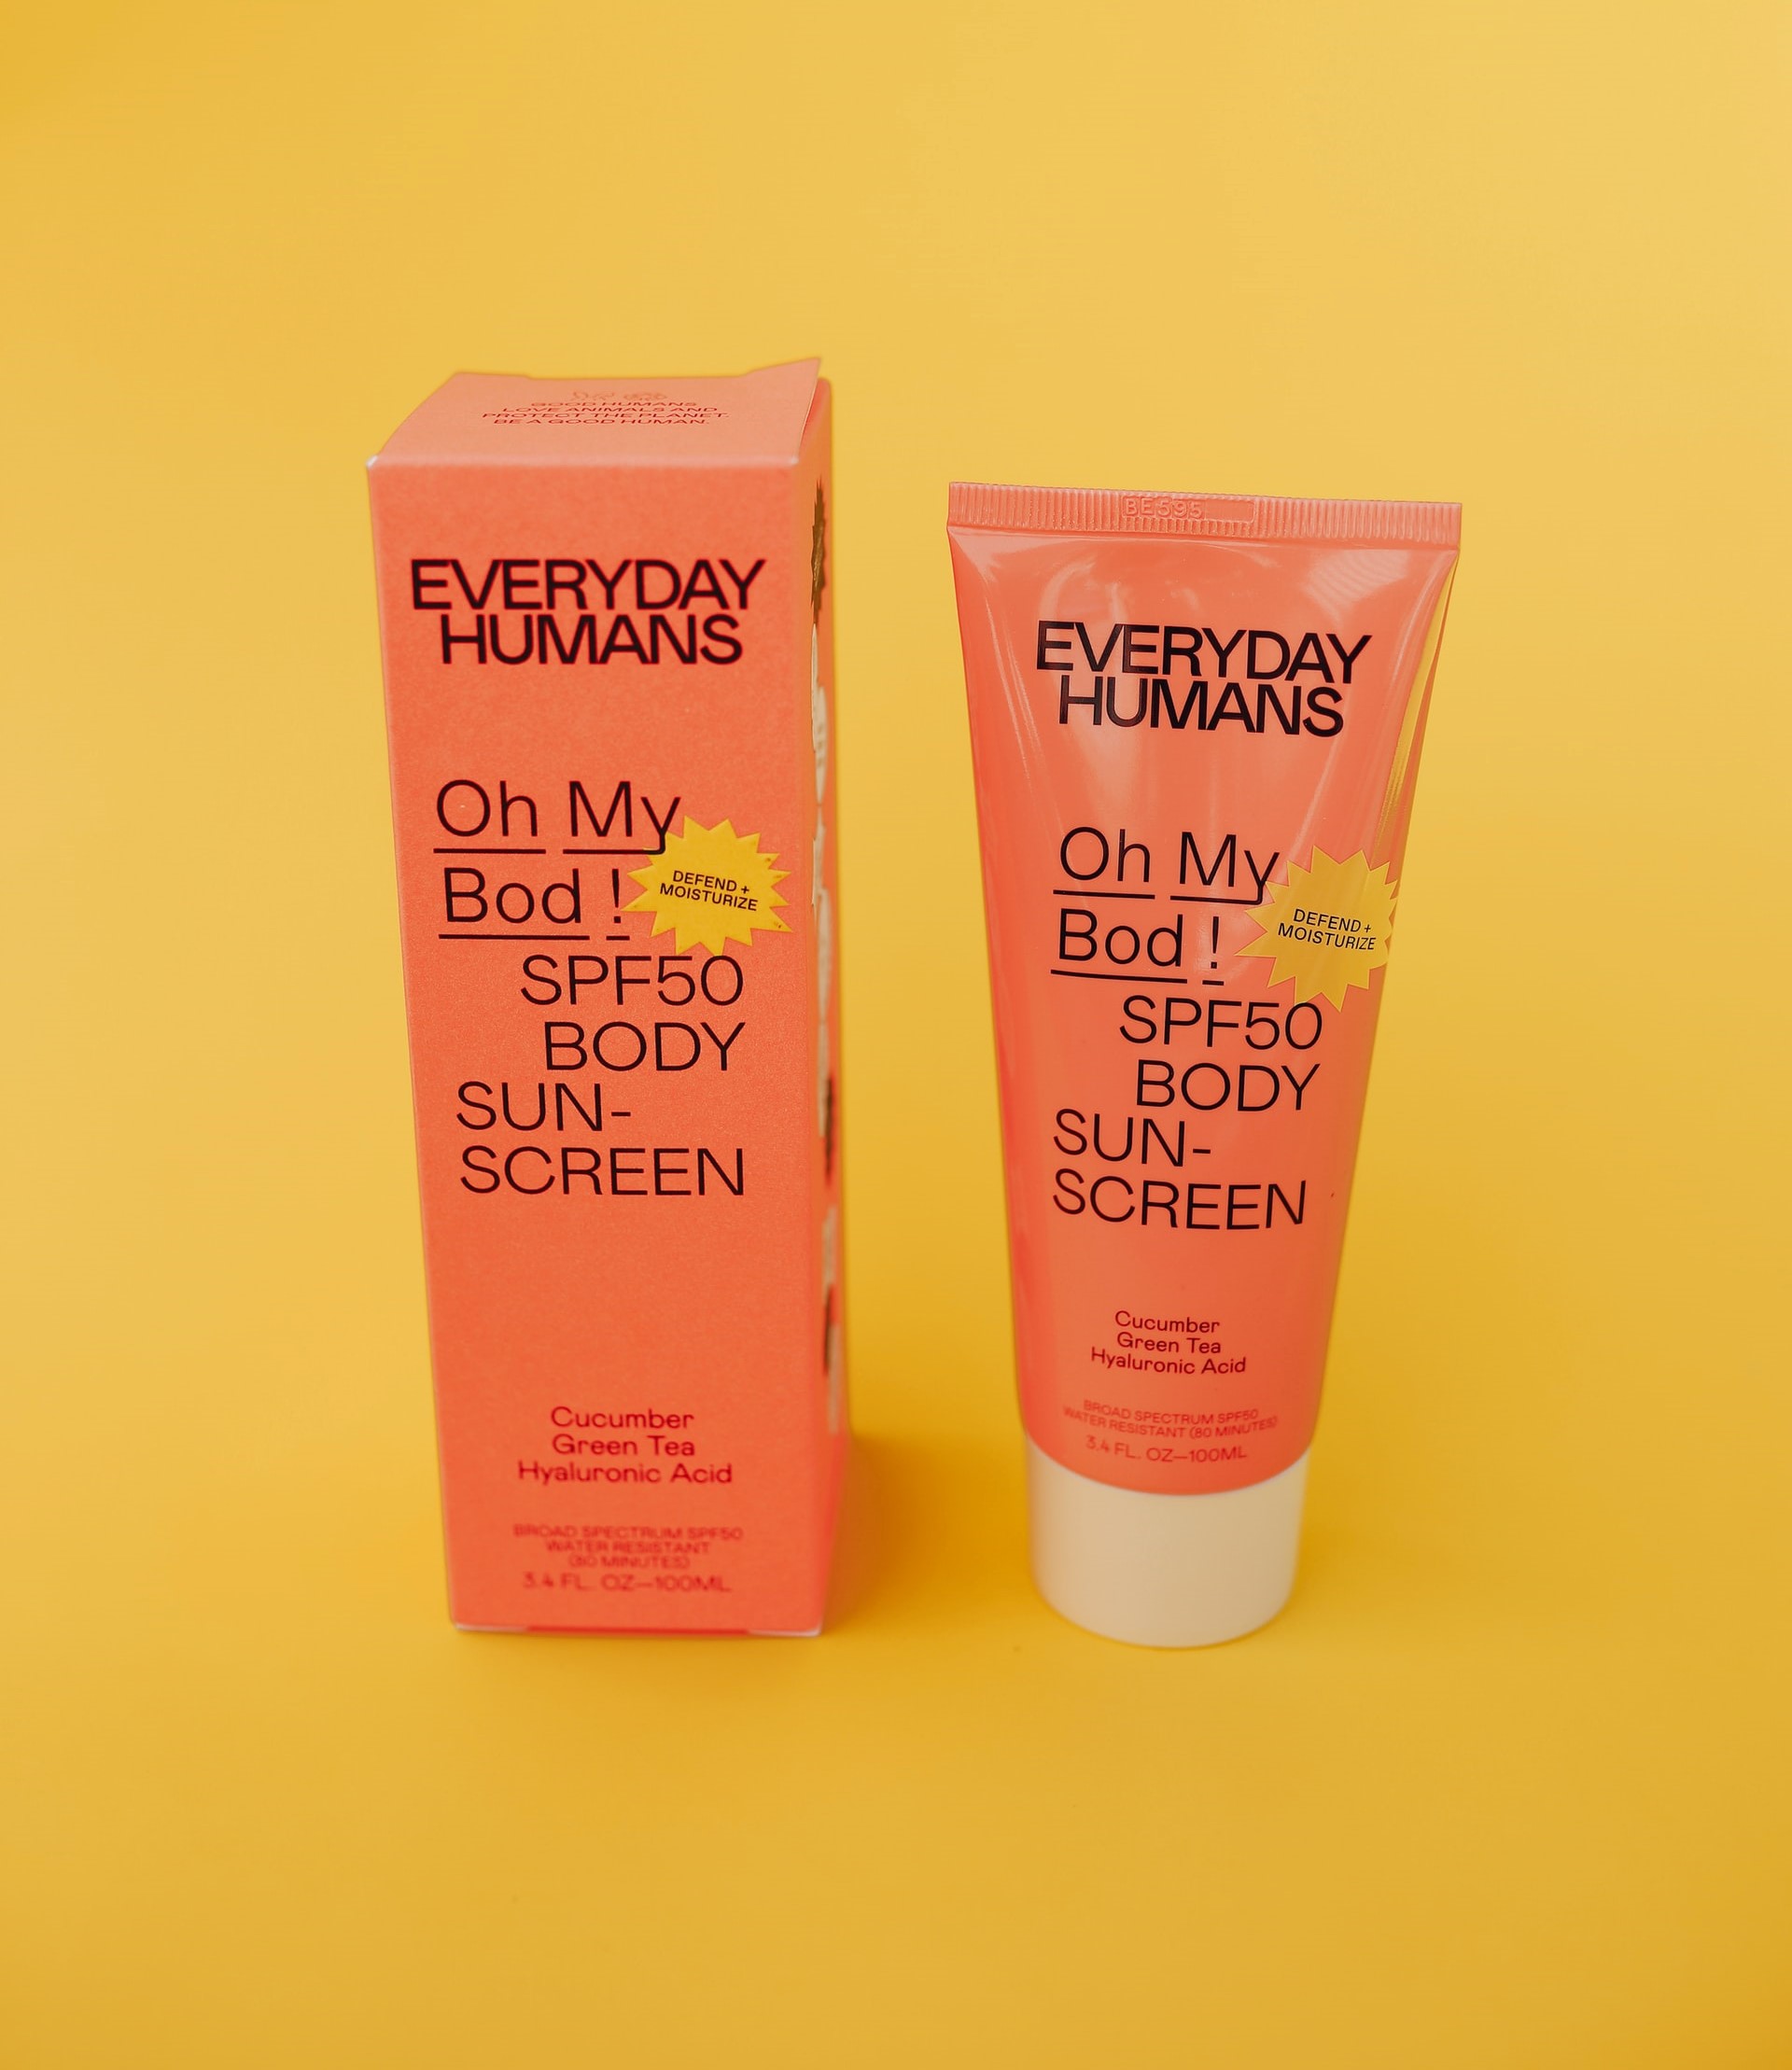 GOOD HUMANS
LOVE ANIMALS AND
PROTECT THE PLANET.
BE A GOOD HUMAN.
EVERYDAY
HUMANS
Oh My
Bod !
DEFEND +
MOISTURIZE
SPF50
BODY
SUN-
SCREEN
Cucumber
Green Tea
Hyaluronic Acid
BROAD SPECTRUM SPF50
WATER RESISTANT
(80 MINUTES)
3.4 FL. OZ—100ML
BE595
EVERYDAY
HUMANS
Oh My
Bod !
DEFEND +
MOISTURIZE
SPF50
BODY
SUN-
SCREEN
Cucumber
Green Tea
Hyaluronic Acid
BROAD SPECTRUM SPF50
WATER RESISTANT (80 MINUTES)
3.4 FL. OZ—100ML